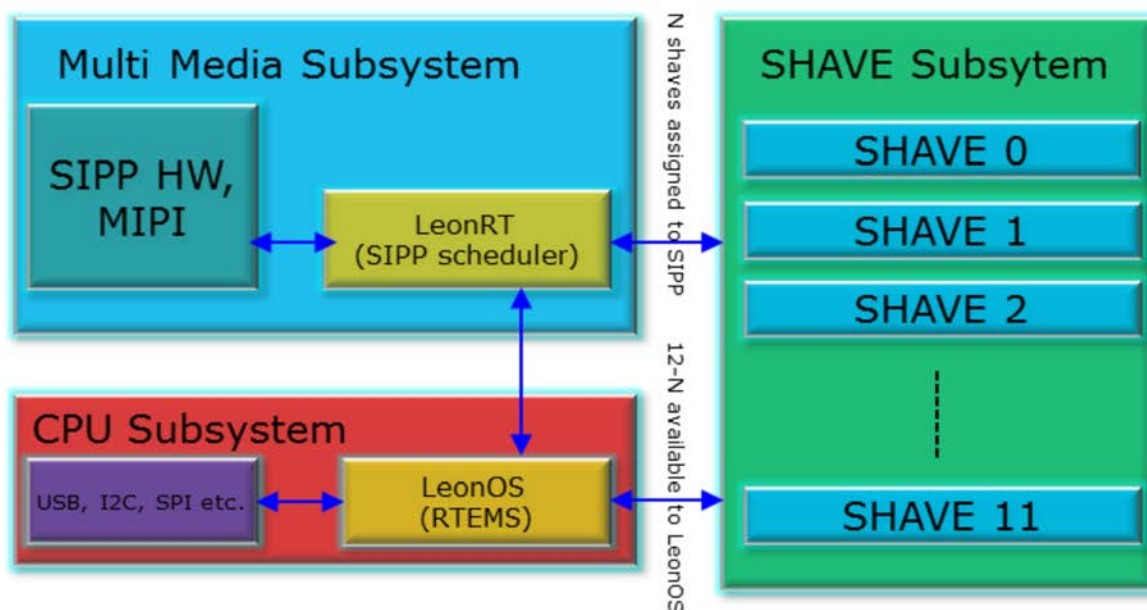 Multi Media Subsystem
SIPP HW,
MIPI
LeonRT
(SIPP scheduler)
N shaves assigned to SIPP
SHAVE Subsytem
SHAVE 0
SHAVE 1
SHAVE 2
SHAVE 11
CPU Subsystem
USB, I2C, SPI etc.
LeonOS
(RTEMS)
12-N available to LeonOS